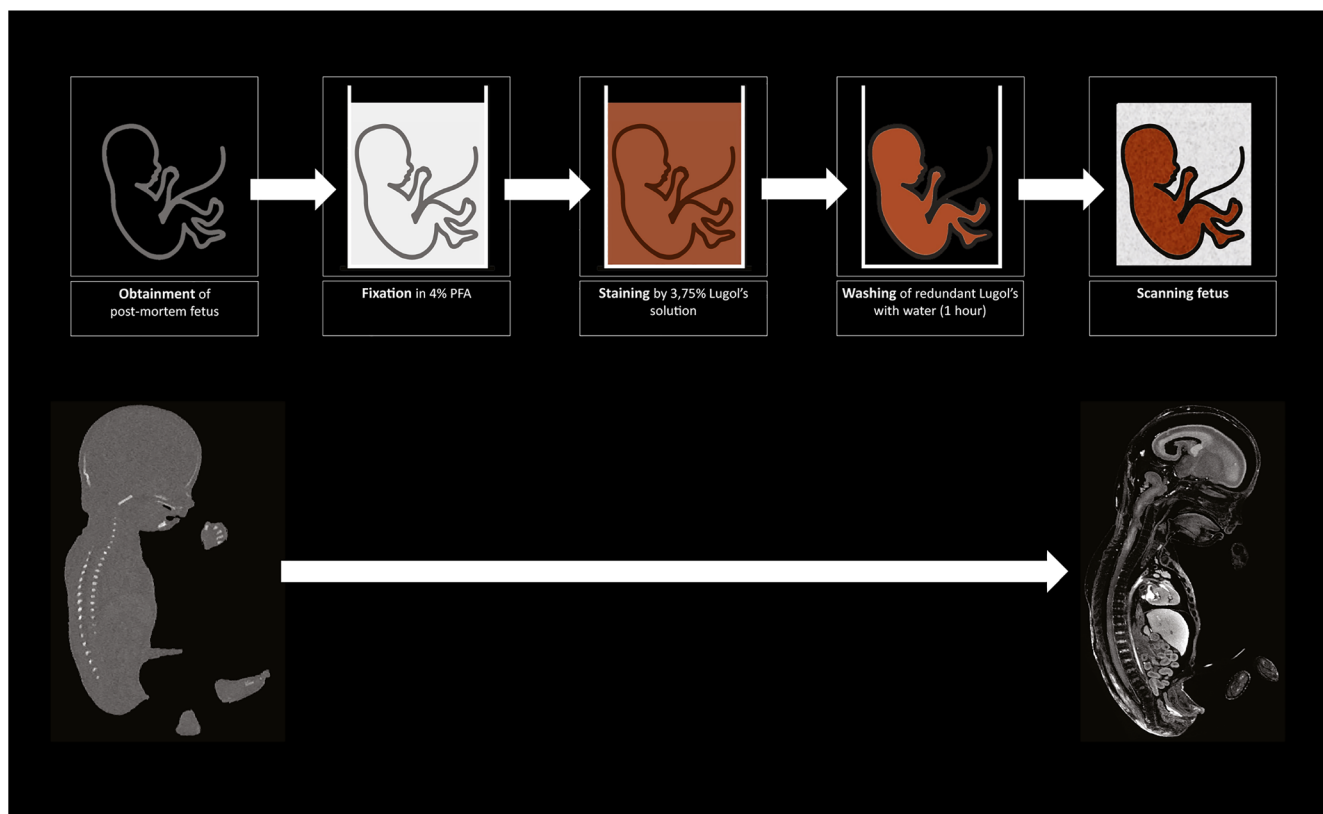 Obtainment of
post-mortem fetus
Fixation in 4% PFA
Staining by 3,75% Lugol's
solution
Washing of redundant Lugol's
with water (1 hour)
Scanning fetus